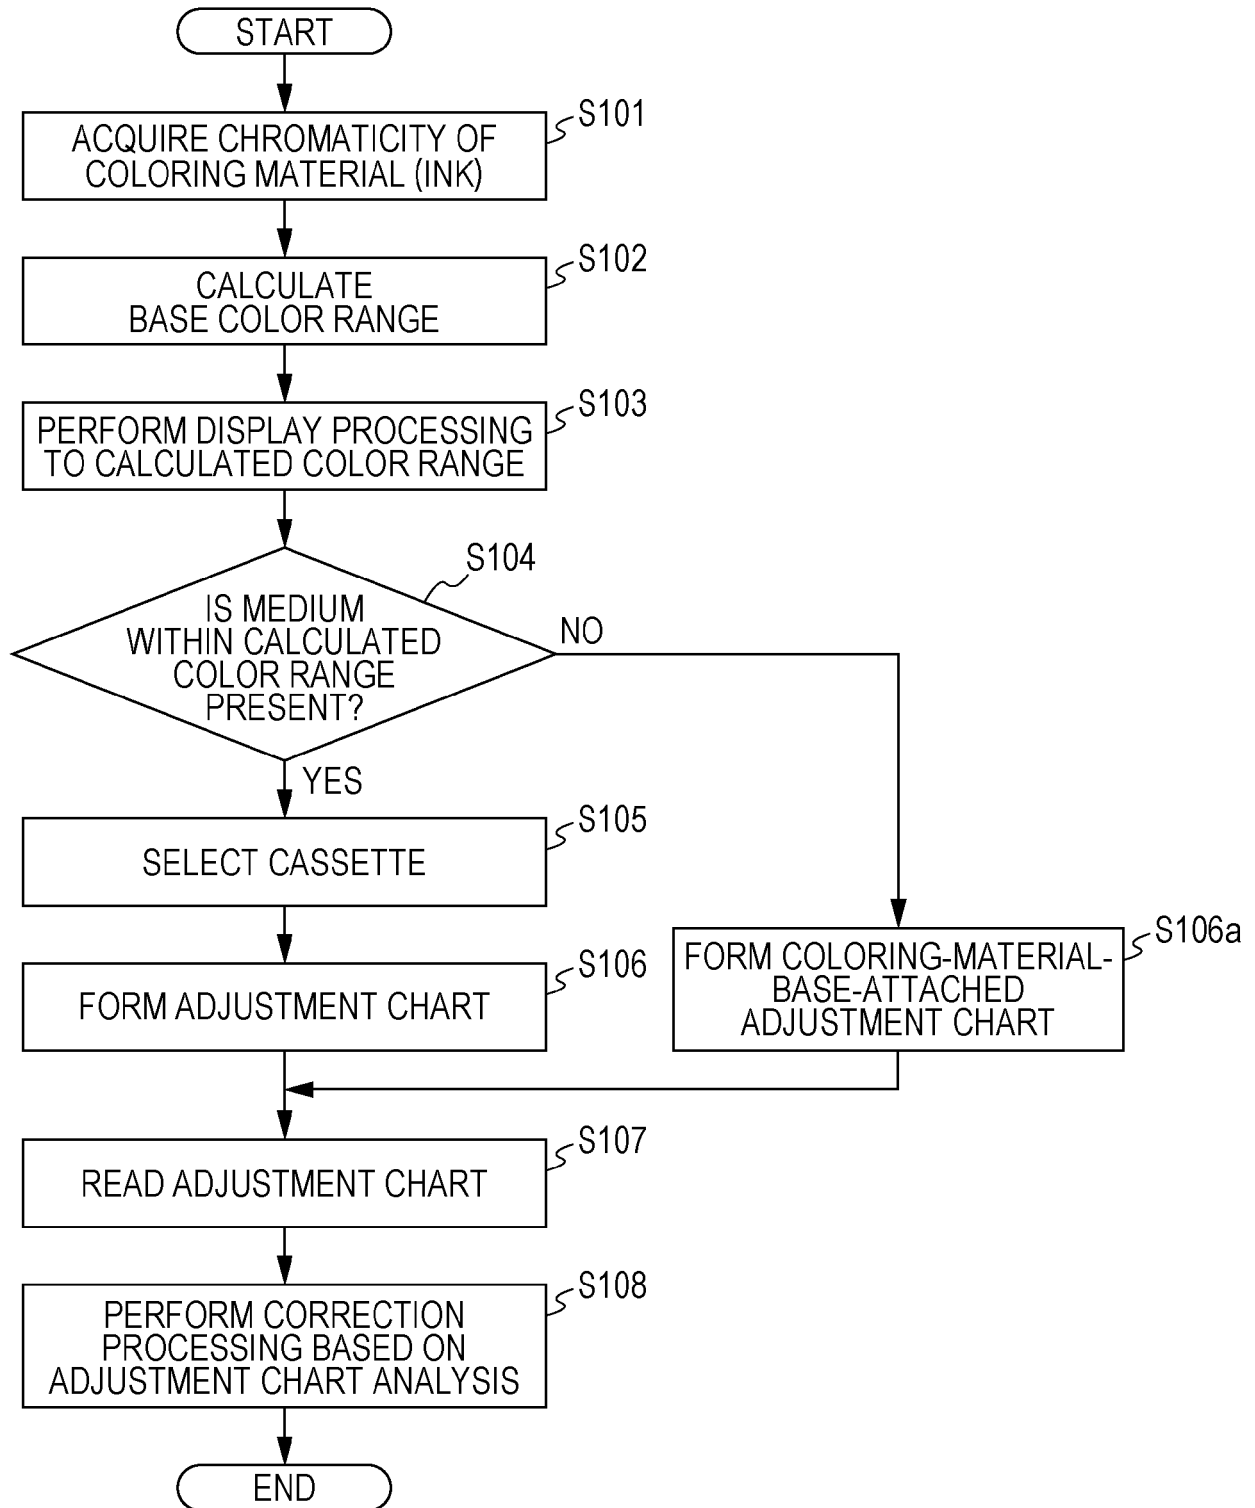 START
S101
ACQUIRE CHROMATICITY OF
COLORING MATERIAL (INK)
S102
CALCULATE
BASE COLOR RANGE
S103
PERFORM DISPLAY PROCESSING
TO CALCULATED COLOR RANGE
S104
IS MEDIUM
WITHIN CALCULATED
COLOR RANGE
PRESENT?
NO
YES
S105
SELECT CASSETTE
S106
FORM ADJUSTMENT CHART
S106a
FORM COLORING-MATERIAL-
BASE-ATTACHED
ADJUSTMENT CHART
S107
READ ADJUSTMENT CHART
S108
PERFORM CORRECTION
PROCESSING BASED ON
ADJUSTMENT CHART ANALYSIS
END